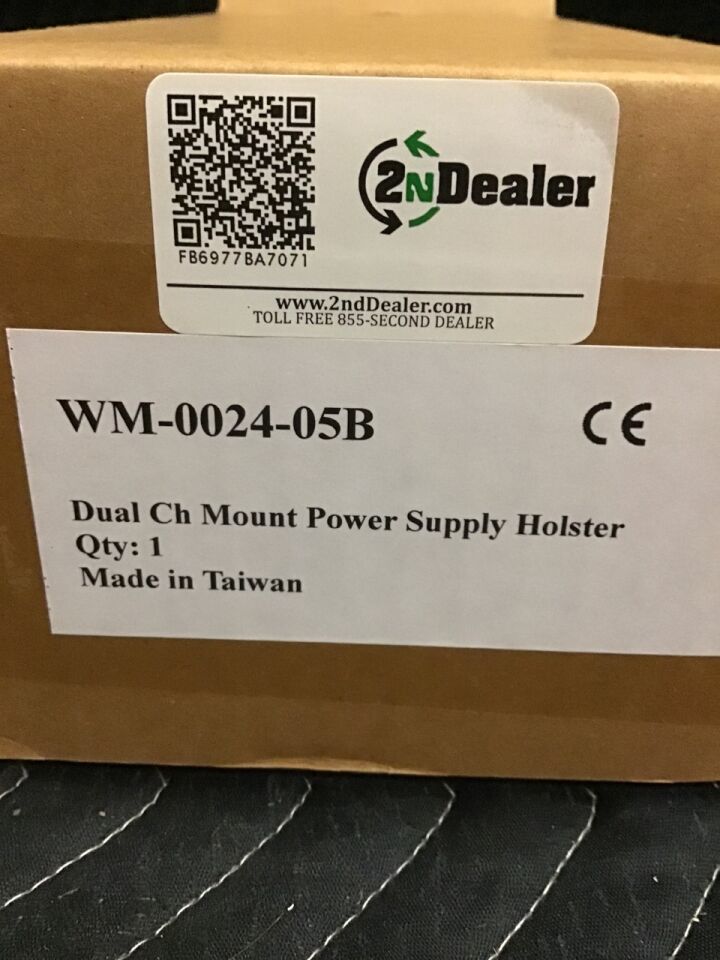 2NDealer
FB6977BA7071
www.2ndDealer.com
TOLL FREE 855-SECOND DEALER
WM-0024-05B
CE
Dual Ch Mount Power Supply Holster
Qty: 1
Made in Taiwan